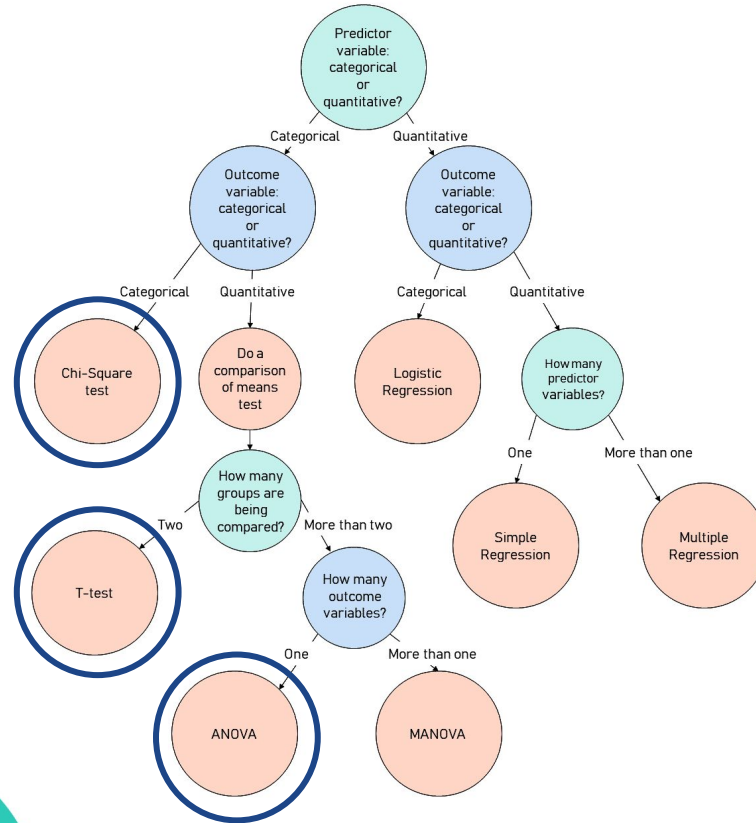 Predictor
variable:
categorical
or
quantitative?
Categorical
Quantitative
Outcome
variable:
categorical
or
quantitative?
Outcome
variable:
categorical
or
quantitative?
Categorical
Quantitative
Categorical
Quantitative
Chi-Square
test
Do a
comparison
of means
test
Logistic
Regression
How many
predictor
variables?
How many
groups are
being
compared?
One
More than one
Two
More than two
Simple
Regression
Multiple
Regression
T-test
How many
outcome
variables?
One
More than one
ANOVA
MANOVA